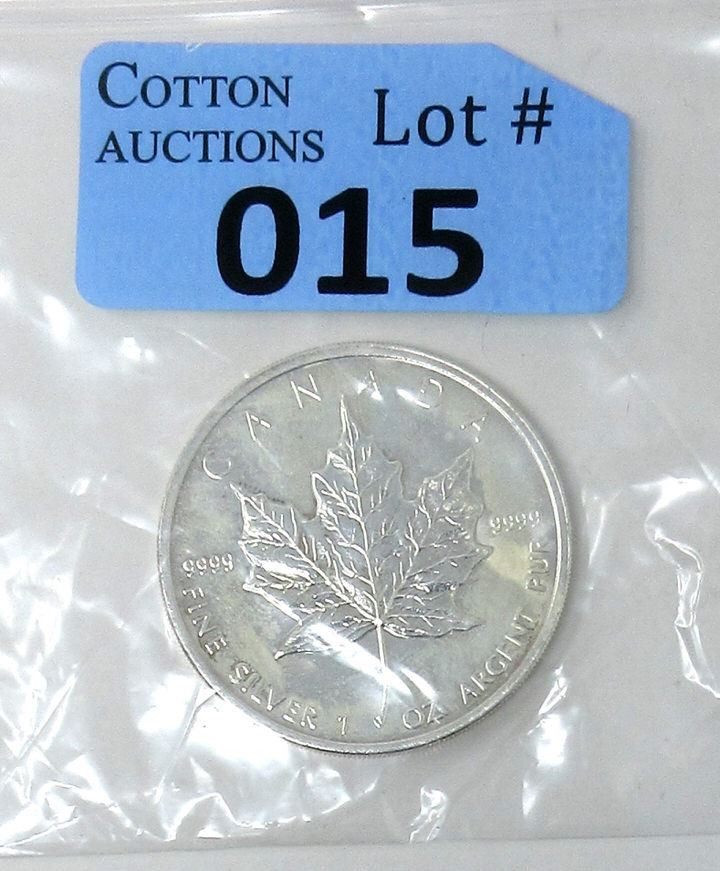 COTTON
AUCTIONS
Lot #
015
CANADA
9999
9999
FINE SILVER 1 OZ ARGENT PUR